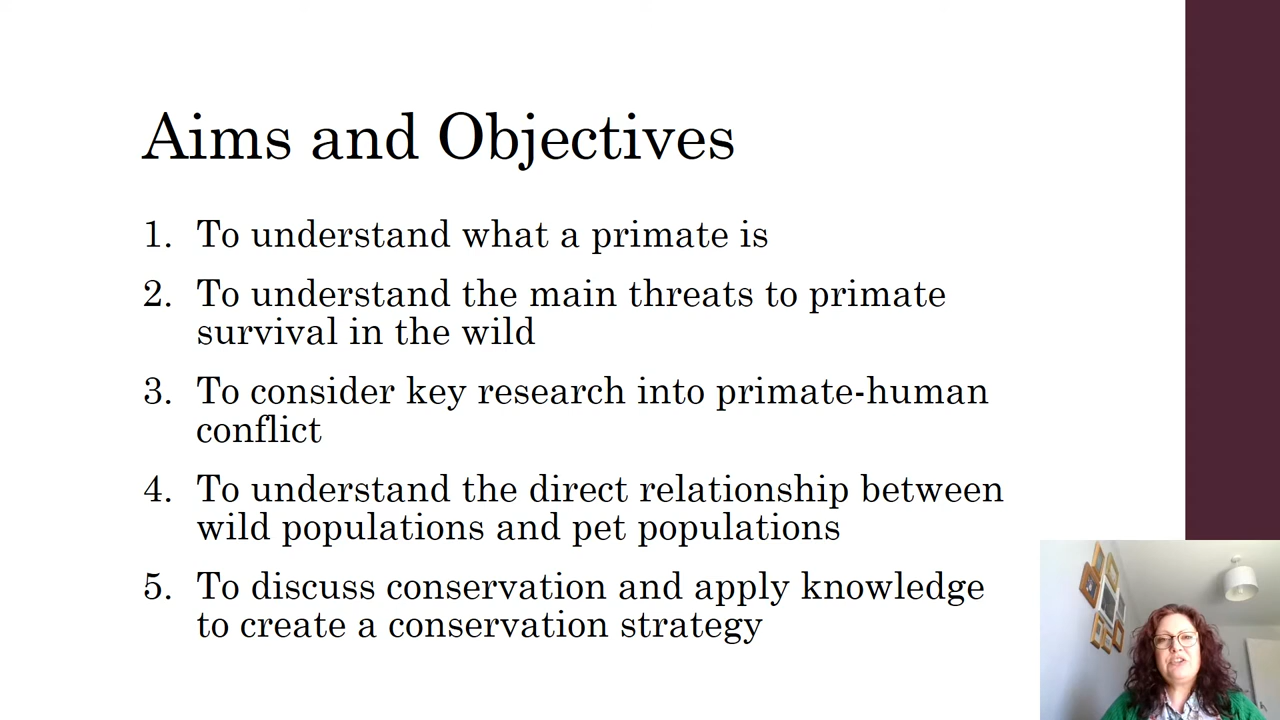 Aims and Objectives
1. To understand what a primate is
2. To understand the main threats to primate
survival in the wild
3. To consider key research into primate-human
conflict
4. To understand the direct relationship between
wild populations and pet populations
5. To discuss conservation and apply knowledge
to create a conservation strategy